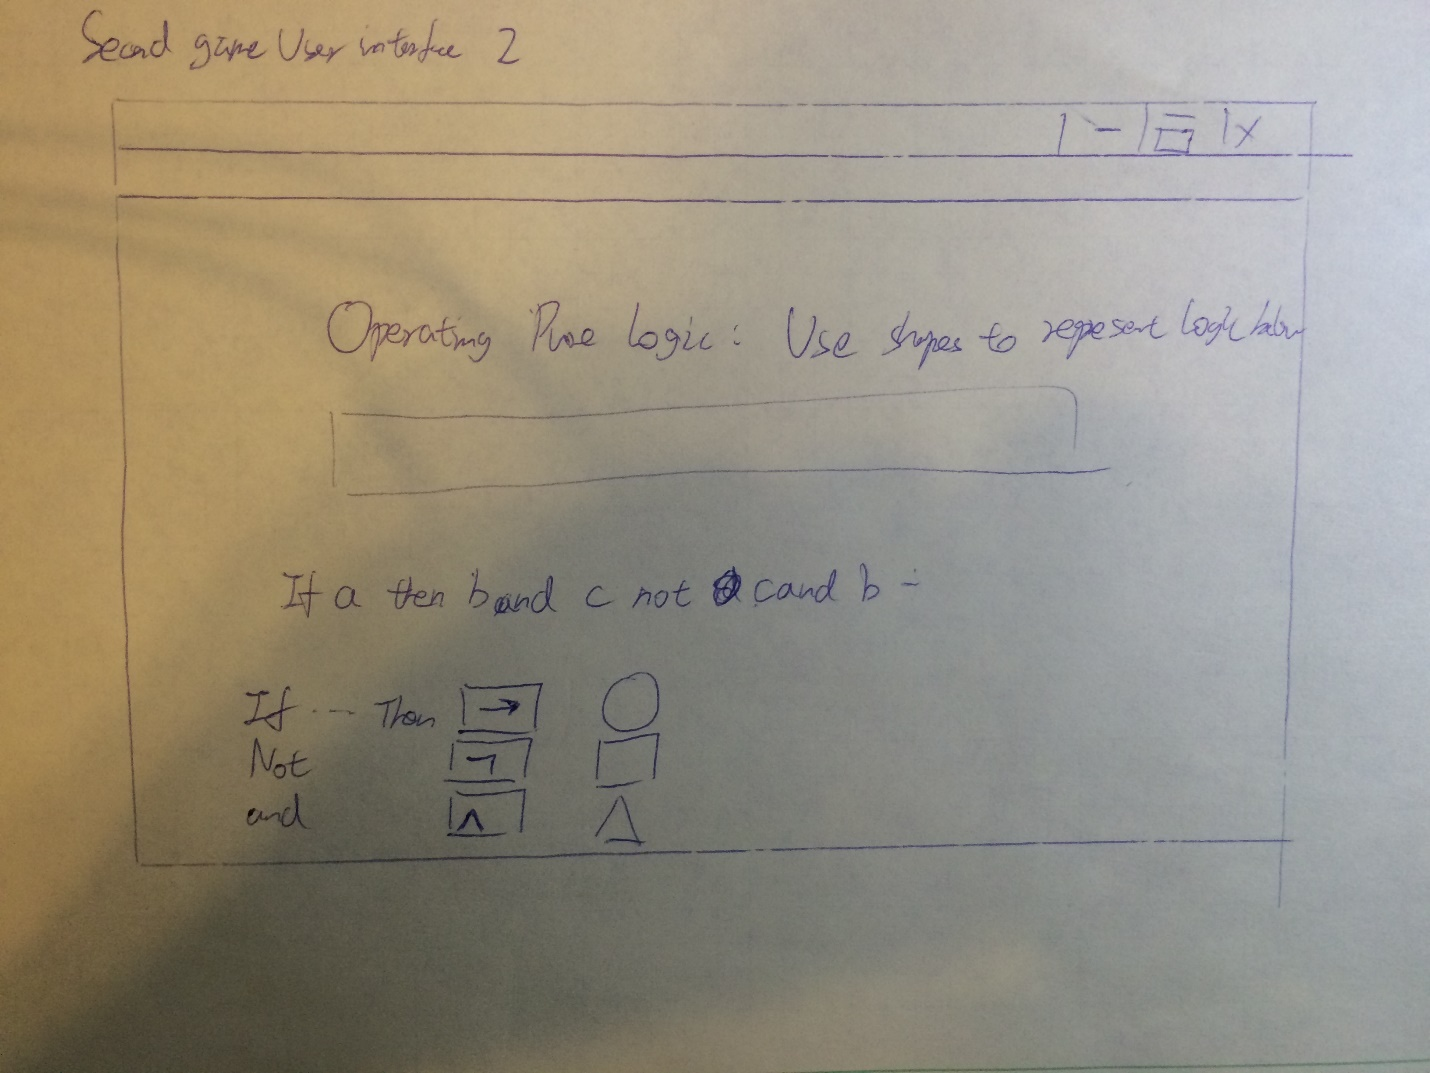 Second game User interface 2
- X
Operating Pure Logic: Use shapes to represent Logic below
If a then b and c not c and b -
If ... Then →
Not ¬
and ∧